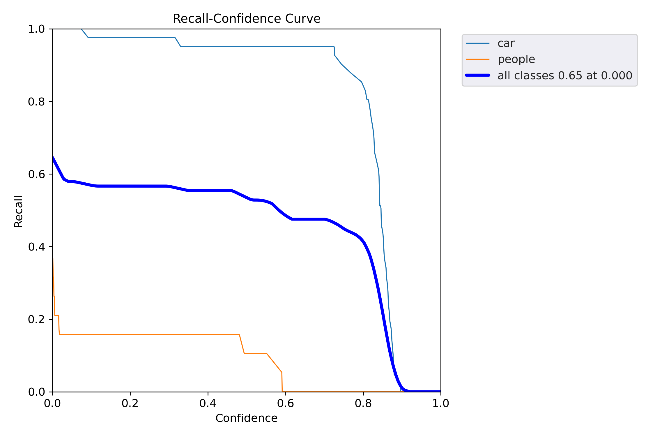 Recall-Confidence Curve
1.0
0.8
0.6
0.4
0.2
0.0
Recall
0.0 0.2 0.4 0.6 0.8 1.0
Confidence
car
people
all classes 0.65 at 0.000